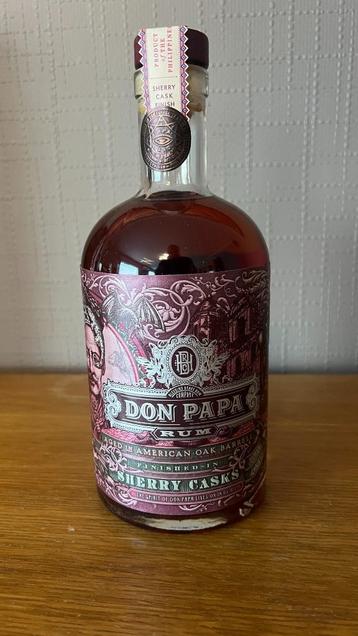 PRODUCT
of THE
PHILIPPINES
SHERRY
CASK
FINISH
DON PAPA
RUM
AGED IN AMERICAN OAK BARRELS
FINISHED IN
SHERRY CASKS